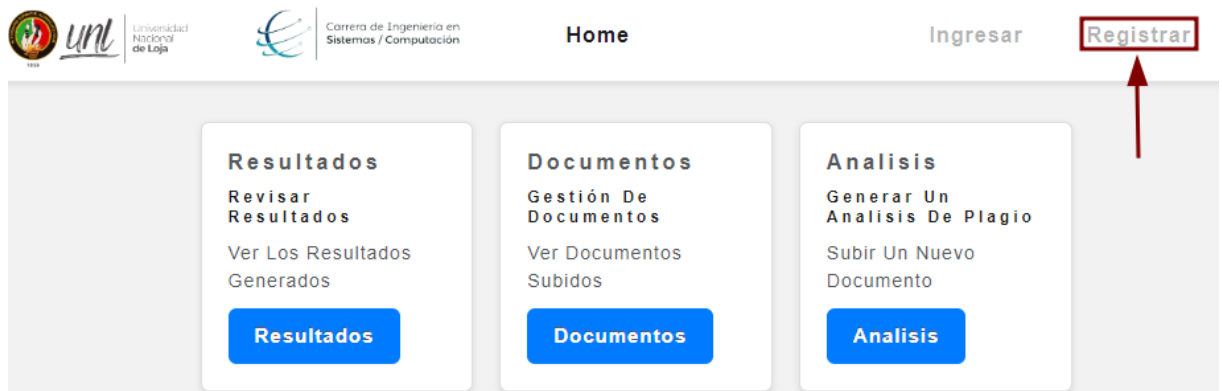 1859
unl
Universidad
Nacional
de Loja
Carrera de Ingeniería en
Sistemas / Computación
Home
Ingresar
Registrar
Resultados
Revisar
Resultados
Ver Los Resultados
Generados
Resultados
Documentos
Gestión De
Documentos
Ver Documentos
Subidos
Documentos
Analisis
Generar Un
Analisis De Plagio
Subir Un Nuevo
Documento
Analisis